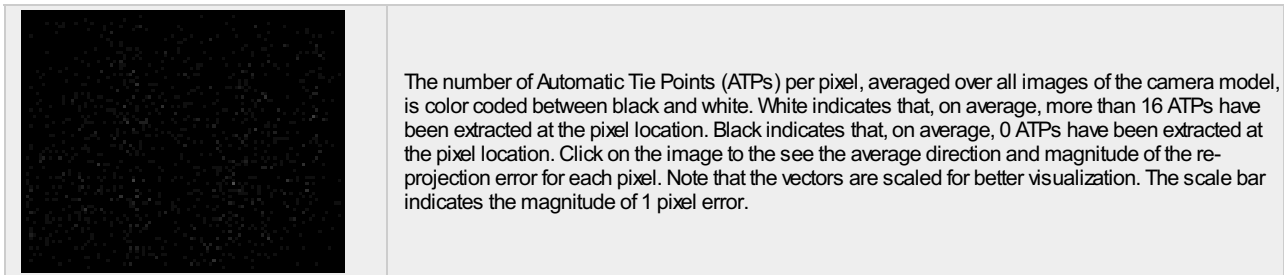 The number of Automatic Tie Points (ATPs) per pixel, averaged over all images of the camera model,
is color coded between black and white. White indicates that, on average, more than 16 ATPs have
been extracted at the pixel location. Black indicates that, on average, 0 ATPs have been extracted at
the pixel location. Click on the image to the see the average direction and magnitude of the re-
projection error for each pixel. Note that the vectors are scaled for better visualization. The scale bar
indicates the magnitude of 1 pixel error.